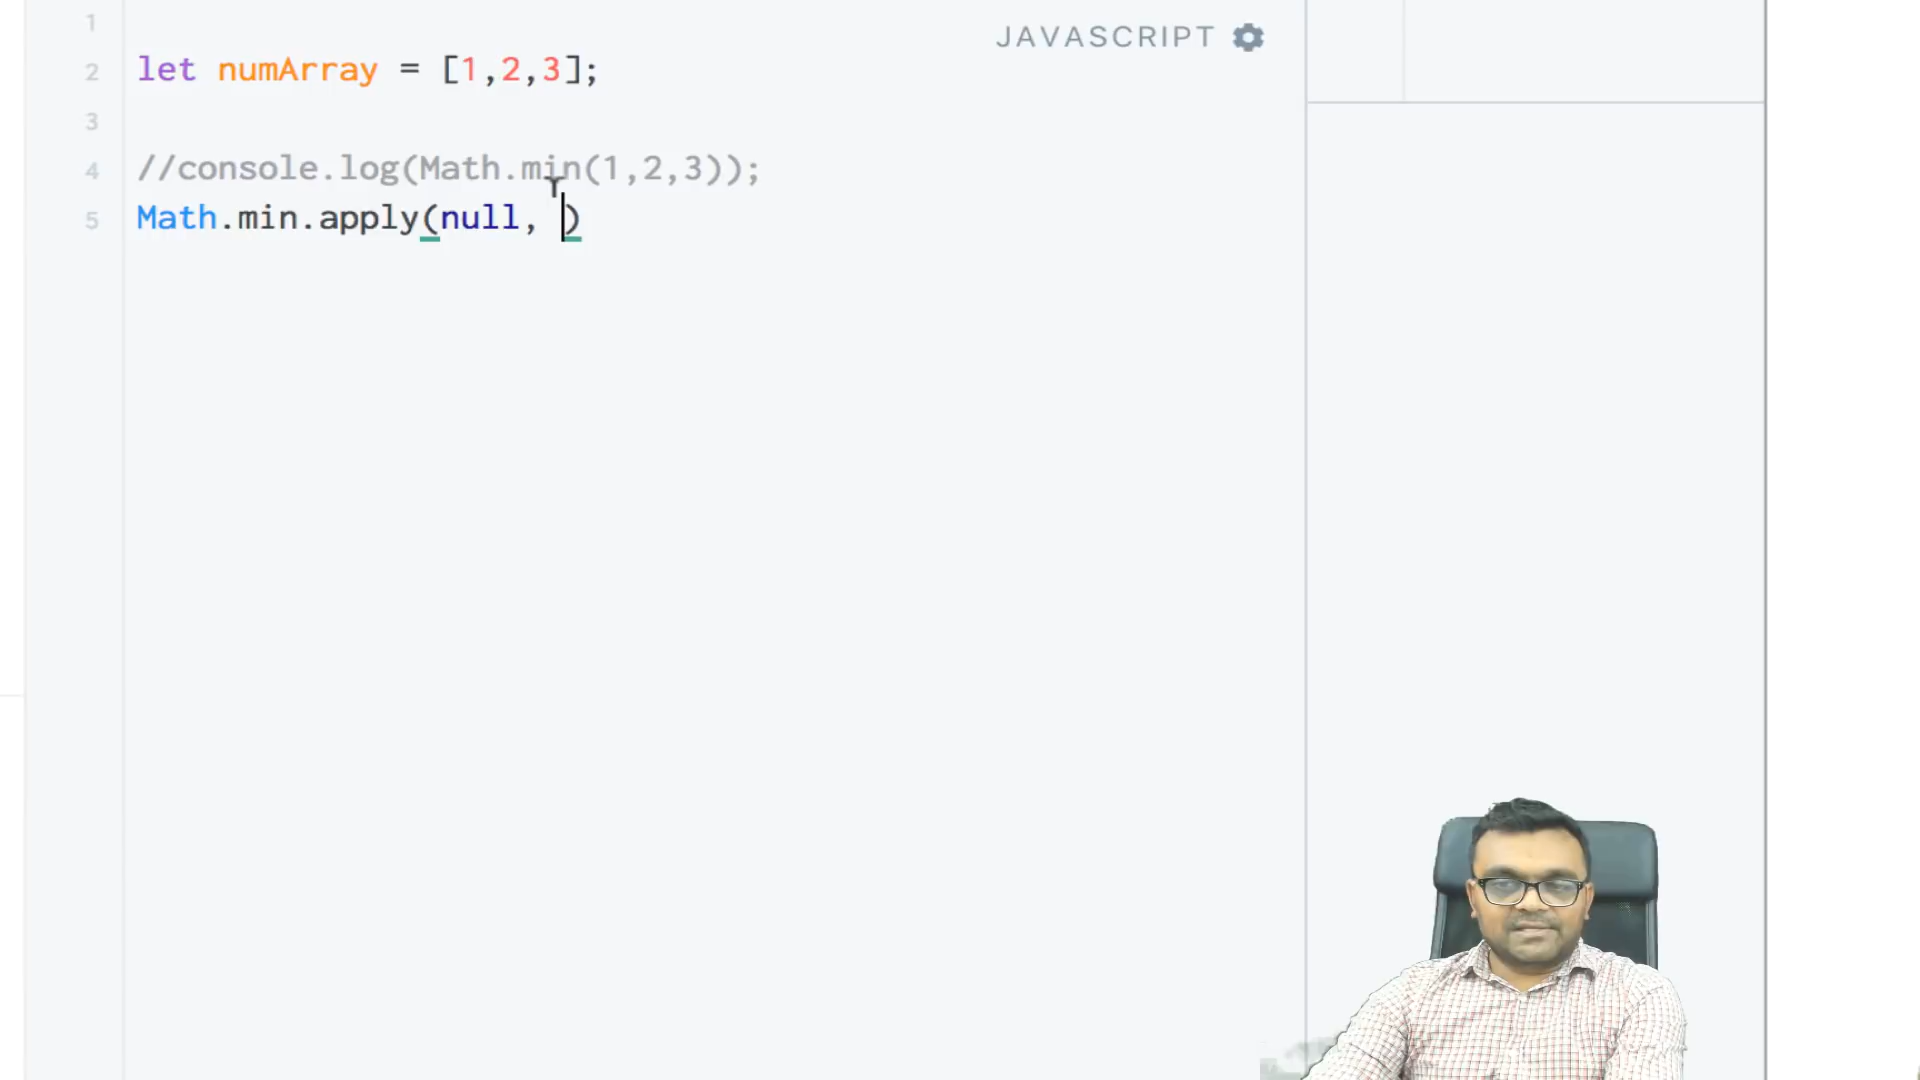 JAVASCRIPT
1
2 let numArray = [1,2,3];
3
4 //console.log(Math.min(1,2,3));
5 Math.min.apply(null, )